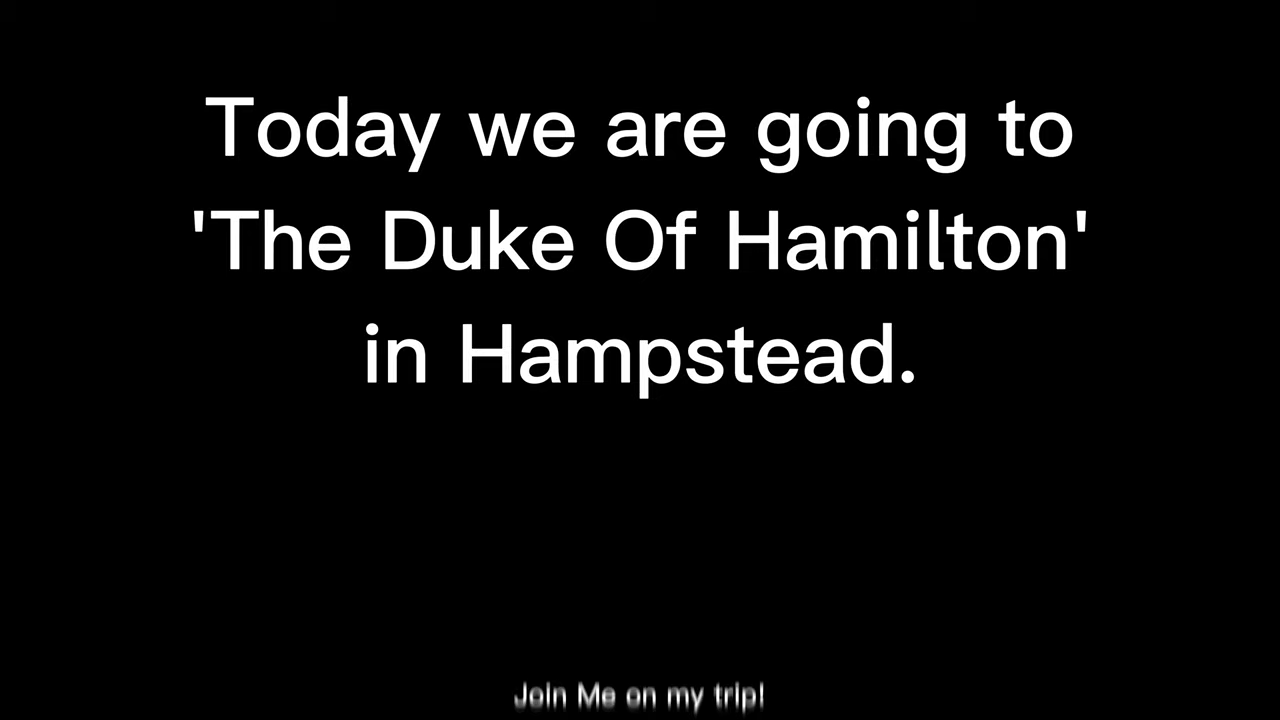 Today we are going to
'The Duke Of Hamilton'
in Hampstead.
Join Me on my trip!